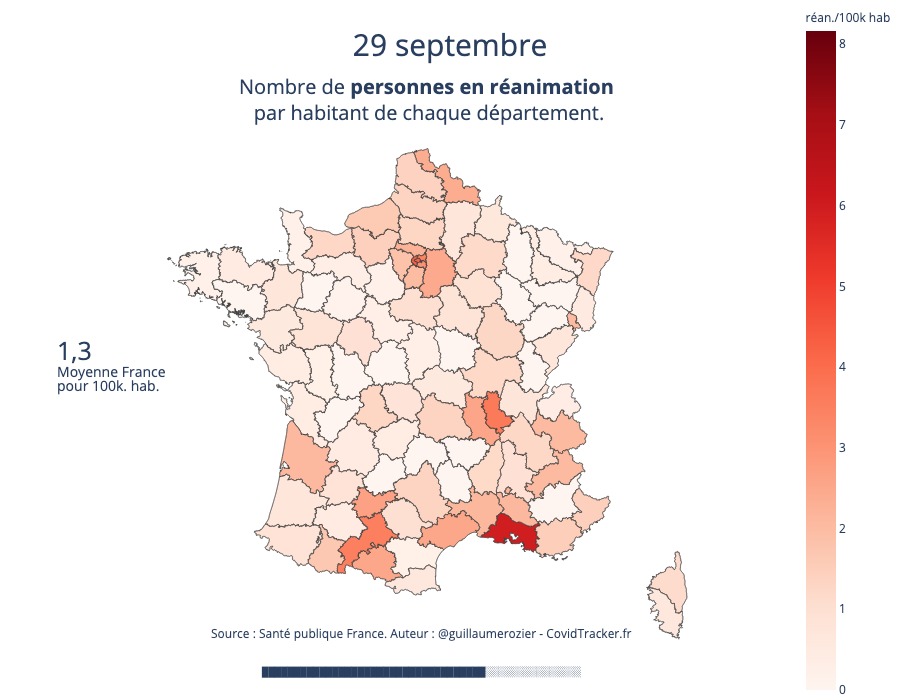 réan./100k hab
29 septembre
Nombre de personnes en réanimation
par habitant de chaque département.
8
7
6
5
4
3
2
1
0
1,3
Moyenne France
pour 100k. hab.
Source : Santé publique France. Auteur : @guillaumerozier - CovidTracker.fr